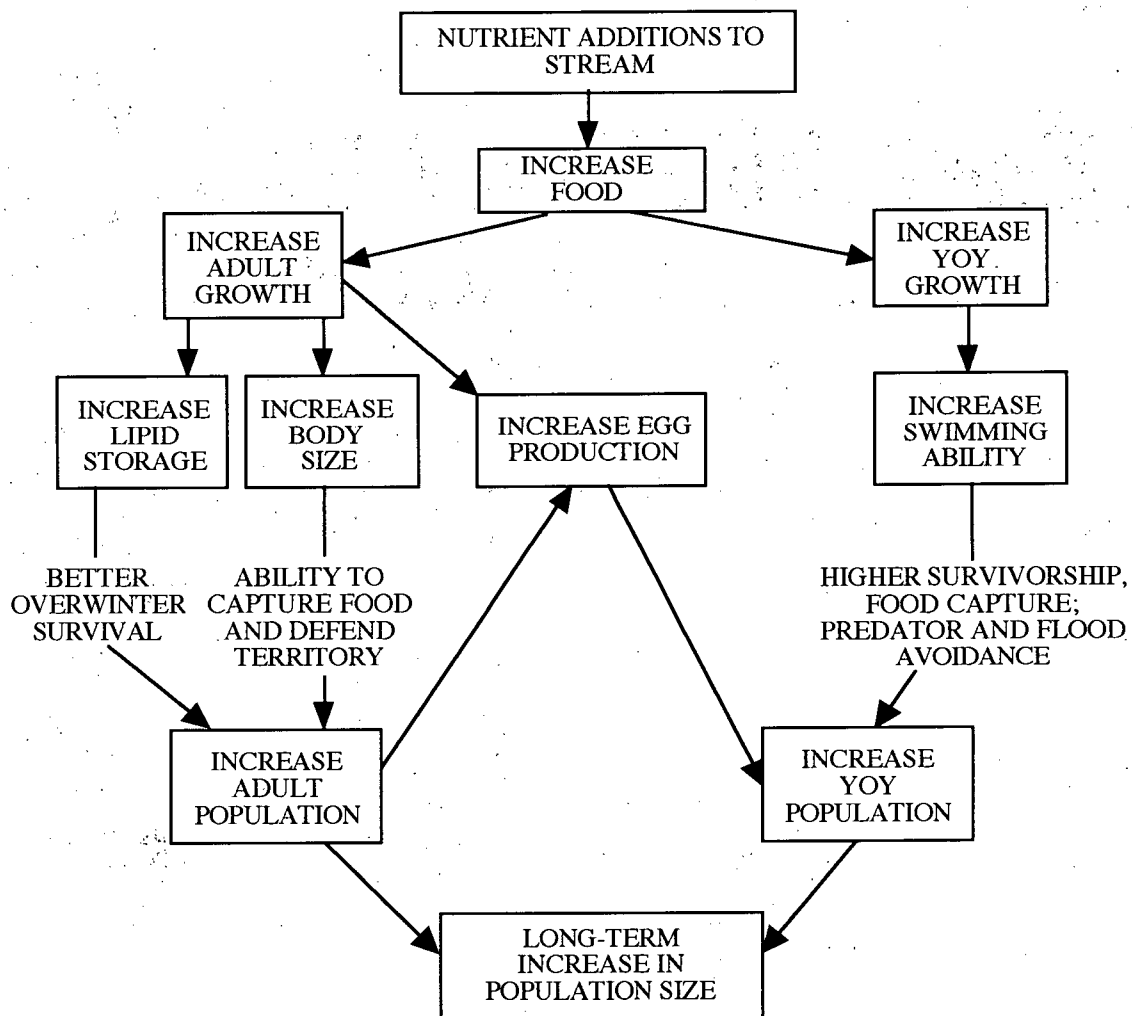 NUTRIENT ADDITIONS TO
STREAM
INCREASE
FOOD
INCREASE
ADULT
GROWTH
INCREASE
YOY
GROWTH
INCREASE
LIPID
STORAGE
INCREASE
BODY
SIZE
INCREASE EGG
PRODUCTION
INCREASE
SWIMMING
ABILITY
BETTER
OVERWINTER
SURVIVAL
ABILITY TO
CAPTURE FOOD
AND DEFEND
TERRITORY
HIGHER SURVIVORSHIP,
FOOD CAPTURE;
PREDATOR AND FLOOD
AVOIDANCE
INCREASE
ADULT
POPULATION
INCREASE
YOY
POPULATION
LONG-TERM
INCREASE IN
POPULATION SIZE